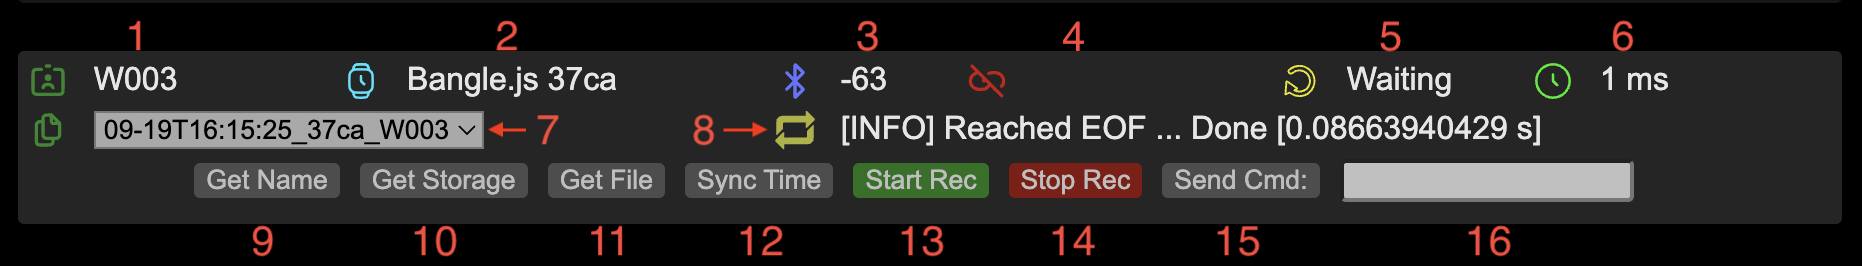 1 2 3 4 5 6
W003 Bangle.js 37ca -63 Waiting 1 ms
09-19T16:15:25_37ca_W003 7 8 [INFO] Reached EOF ... Done [0.08663940429 s]
Get Name Get Storage Get File Sync Time Start Rec Stop Rec Send Cmd:
9 10 11 12 13 14 15 16